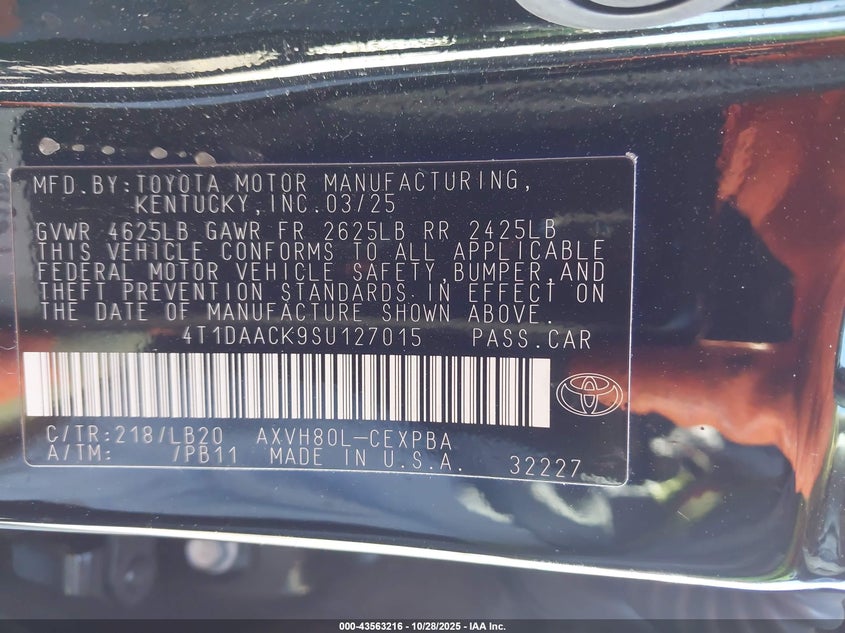 MFD.BY:TOYOTA MOTOR MANUFACTURING,
KENTUCKY,INC.03/25
GVWR 4625LB GAWR FR 2625LB RR 2425LB
THIS VEHICLE CONFORMS TO ALL APPLICABLE
FEDERAL MOTOR VEHICLE SAFETY,BUMPER,AND
THEFT PREVENTION STANDARDS IN EFFECT ON
THE DATE OF MANUFACTURE SHOWN ABOVE.
4T1DAACK9SU127015 PASS.CAR
C/TR:218/LB20 AXVH80L-CEXPBA
A/TM: /PB11 MADE IN U.S.A. 32227
000-43563216 - 10/28/2025 - IAA Inc.